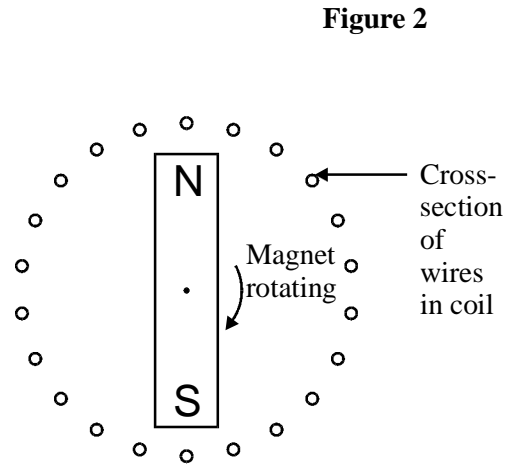 Figure 2
N
Cross-
section
of
wires
in coil
Magnet
rotating
S